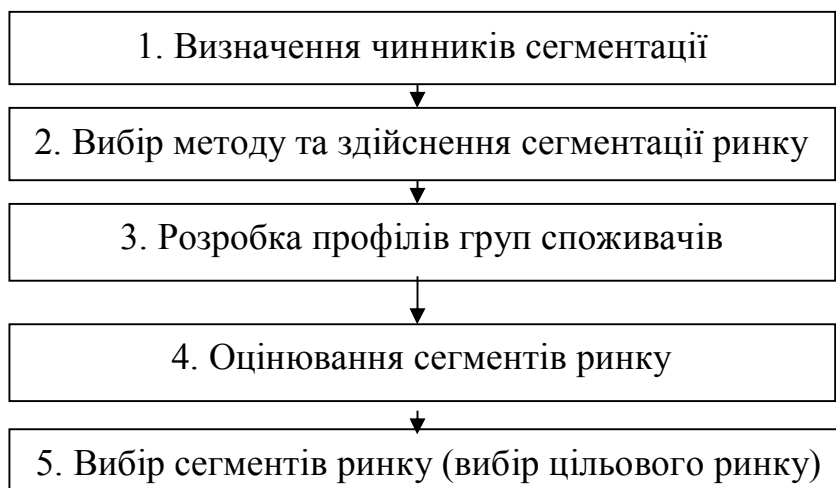 1. Визначення чинників сегментації
2. Вибір методу та здійснення сегментації ринку
3. Розробка профілів груп споживачів
4. Оцінювання сегментів ринку
5. Вибір сегментів ринку (вибір цільового ринку)